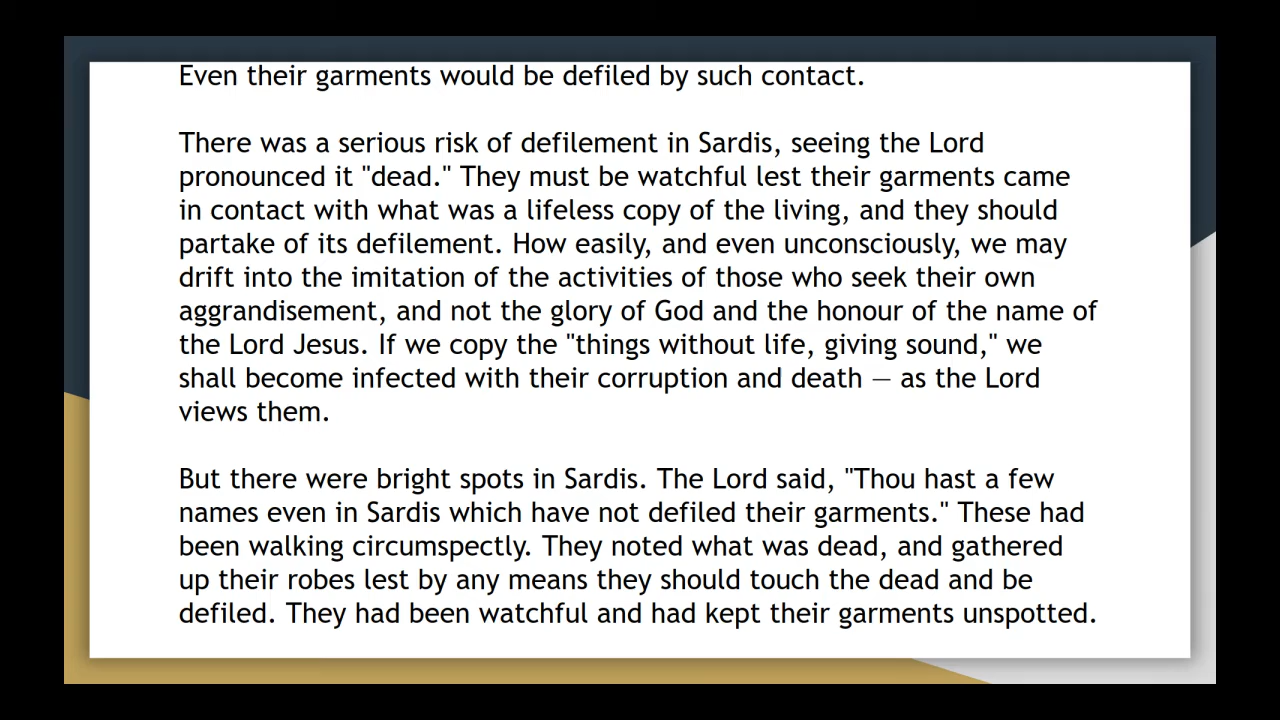 Even their garments would be defiled by such contact.
There was a serious risk of defilement in Sardis, seeing the Lord
pronounced it "dead." They must be watchful lest their garments came
in contact with what was a lifeless copy of the living, and they should
partake of its defilement. How easily, and even unconsciously, we may
drift into the imitation of the activities of those who seek their own
aggrandisement, and not the glory of God and the honour of the name of
the Lord Jesus. If we copy the "things without life, giving sound," we
shall become infected with their corruption and death — as the Lord
views them.
But there were bright spots in Sardis. The Lord said, "Thou hast a few
names even in Sardis which have not defiled their garments." These had
been walking circumspectly. They noted what was dead, and gathered
up their robes lest by any means they should touch the dead and be
defiled. They had been watchful and had kept their garments unspotted.